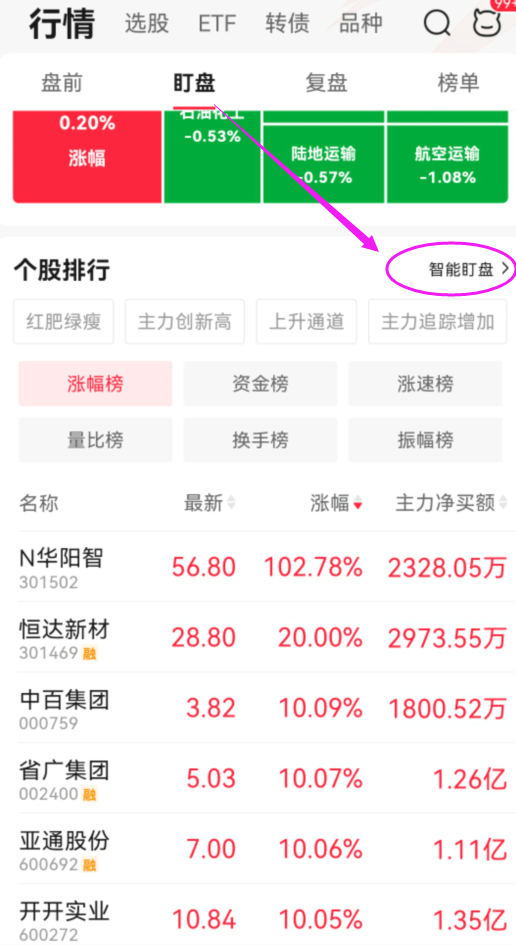 行情 选股 ETF 转债 品种 99+
盘前 盯盘 复盘 榜单
0.20%
涨幅
石油化工
-0.53%
陆地运输
-0.57%
航空运输
-1.08%
个股排行 智能盯盘 >
红肥绿瘦 主力创新高 上升通道 主力追踪增加
涨幅榜 资金榜 涨速榜
量比榜 换手榜 振幅榜
名称 最新 涨幅 主力净买额
N华阳智 56.80 102.78% 2328.05万
301502
恒达新材 28.80 20.00% 2973.55万
301469 融
中百集团 3.82 10.09% 1800.52万
000759
省广集团 5.03 10.07% 1.26亿
002400 融
亚通股份 7.00 10.06% 1.11亿
600692 融
开开实业 10.84 10.05% 1.35亿
600272